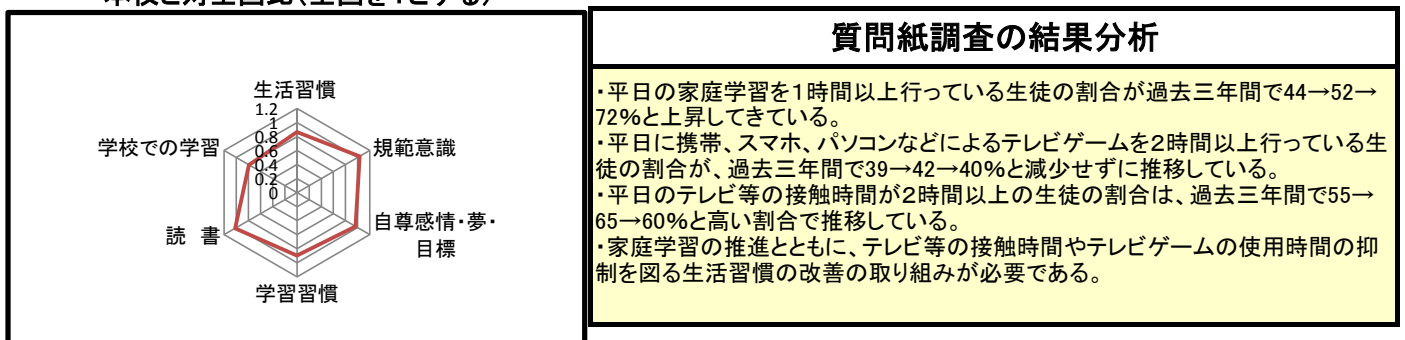 本校と対全国比(全国を1とする)
生活習慣
1.2
1
0.8
0.6
0.4
0.2
0
規範意識
自尊感情・夢・
目標
学習習慣
読 書
学校での学習
質問紙調査の結果分析
・平日の家庭学習を1時間以上行っている生徒の割合が過去三年間で44→52→
72%と上昇してきている。
・平日に携帯、スマホ、パソコンなどによるテレビゲームを2時間以上行っている生
徒の割合が、過去三年間で39→42→40%と減少せずに推移している。
・平日のテレビ等の接触時間が2時間以上の生徒の割合は、過去三年間で55→
65→60%と高い割合で推移している。
・家庭学習の推進とともに、テレビ等の接触時間やテレビゲームの使用時間の抑
制を図る生活習慣の改善の取り組みが必要である。